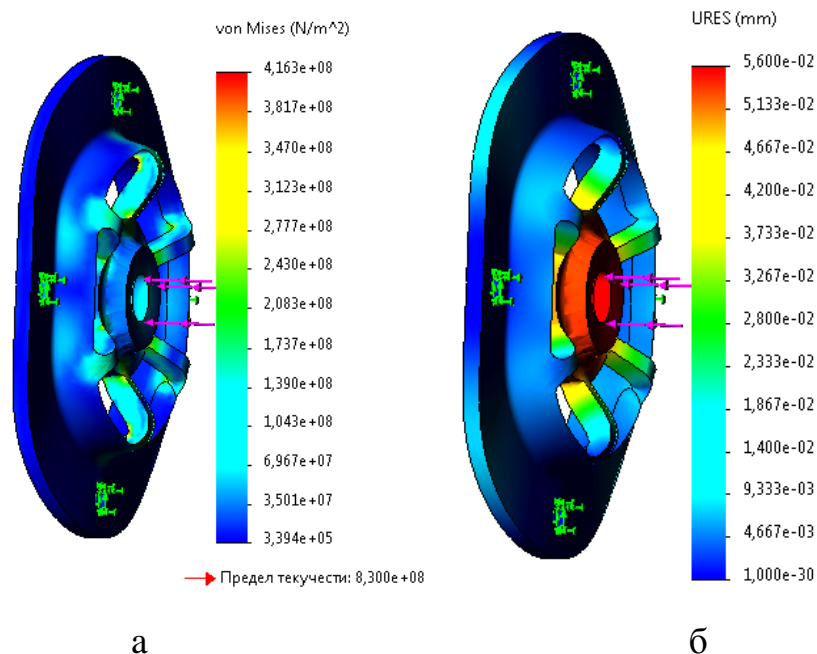 von Mises (N/m^2)
4,163e+08
3,817e+08
3,470e+08
3,123e+08
2,777e+08
2,430e+08
2,083e+08
1,737e+08
1,390e+08
1,043e+08
6,967e+07
3,501e+07
3,394e+05
Предел текучести: 8,300e+08
а
URES (mm)
5,600e-02
5,133e-02
4,667e-02
4,200e-02
3,733e-02
3,267e-02
2,800e-02
2,333e-02
1,867e-02
1,400e-02
9,333e-03
4,667e-03
1,000e-30
б